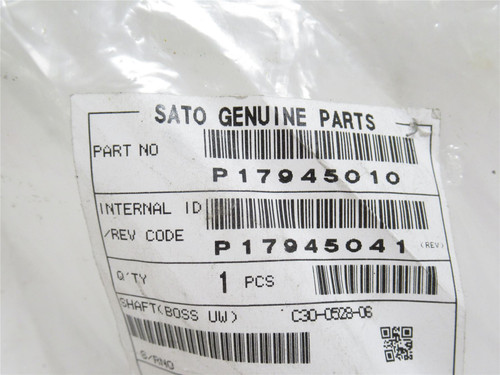 SATO GENUINE PARTS
PART NO
P17945010
INTERNAL ID
/REV CODE
P17945041 (REV)
Q'TY 1 PCS
SHAFT(BOSS UW) C30-0528-06
S/RNO